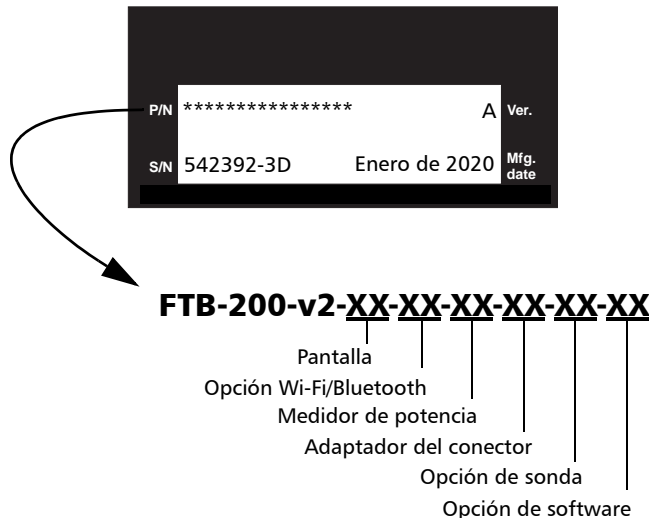 P/N **************** A Ver.
S/N 542392-3D Enero de 2020 Mfg. date
FTB-200-v2-XX-XX-XX-XX-XX-XX
Pantalla
Opción Wi-Fi/Bluetooth
Medidor de potencia
Adaptador del conector
Opción de sonda
Opción de software